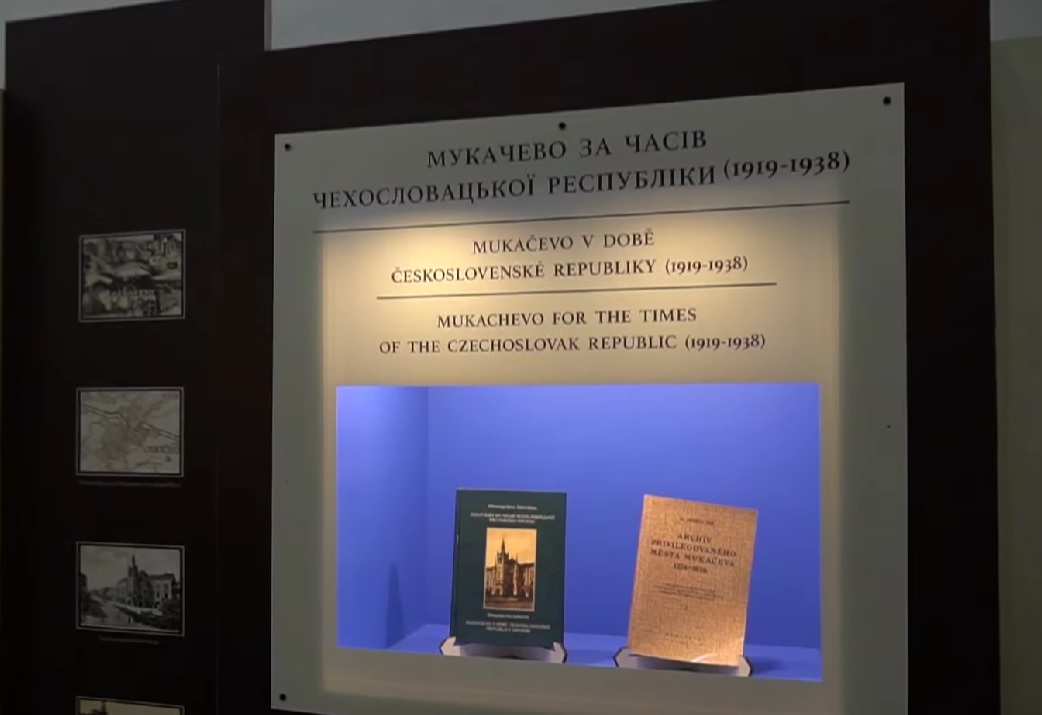 МУКАЧЕВО ЗА ЧАСІВ
ЧЕХОСЛОВАЦЬКОЇ РЕСПУБЛІКИ (1919-1938)
MUKAČEVO V DOBĚ
ČESKOSLOVENSKÉ REPUBLIKY (1919-1938)
MUKACHEVO FOR THE TIMES
OF THE CZECHOSLOVAK REPUBLIC (1919-1938)
ARCHIV
PRIVILEGOVANÉHO
MĚSTA MUKAČEVA